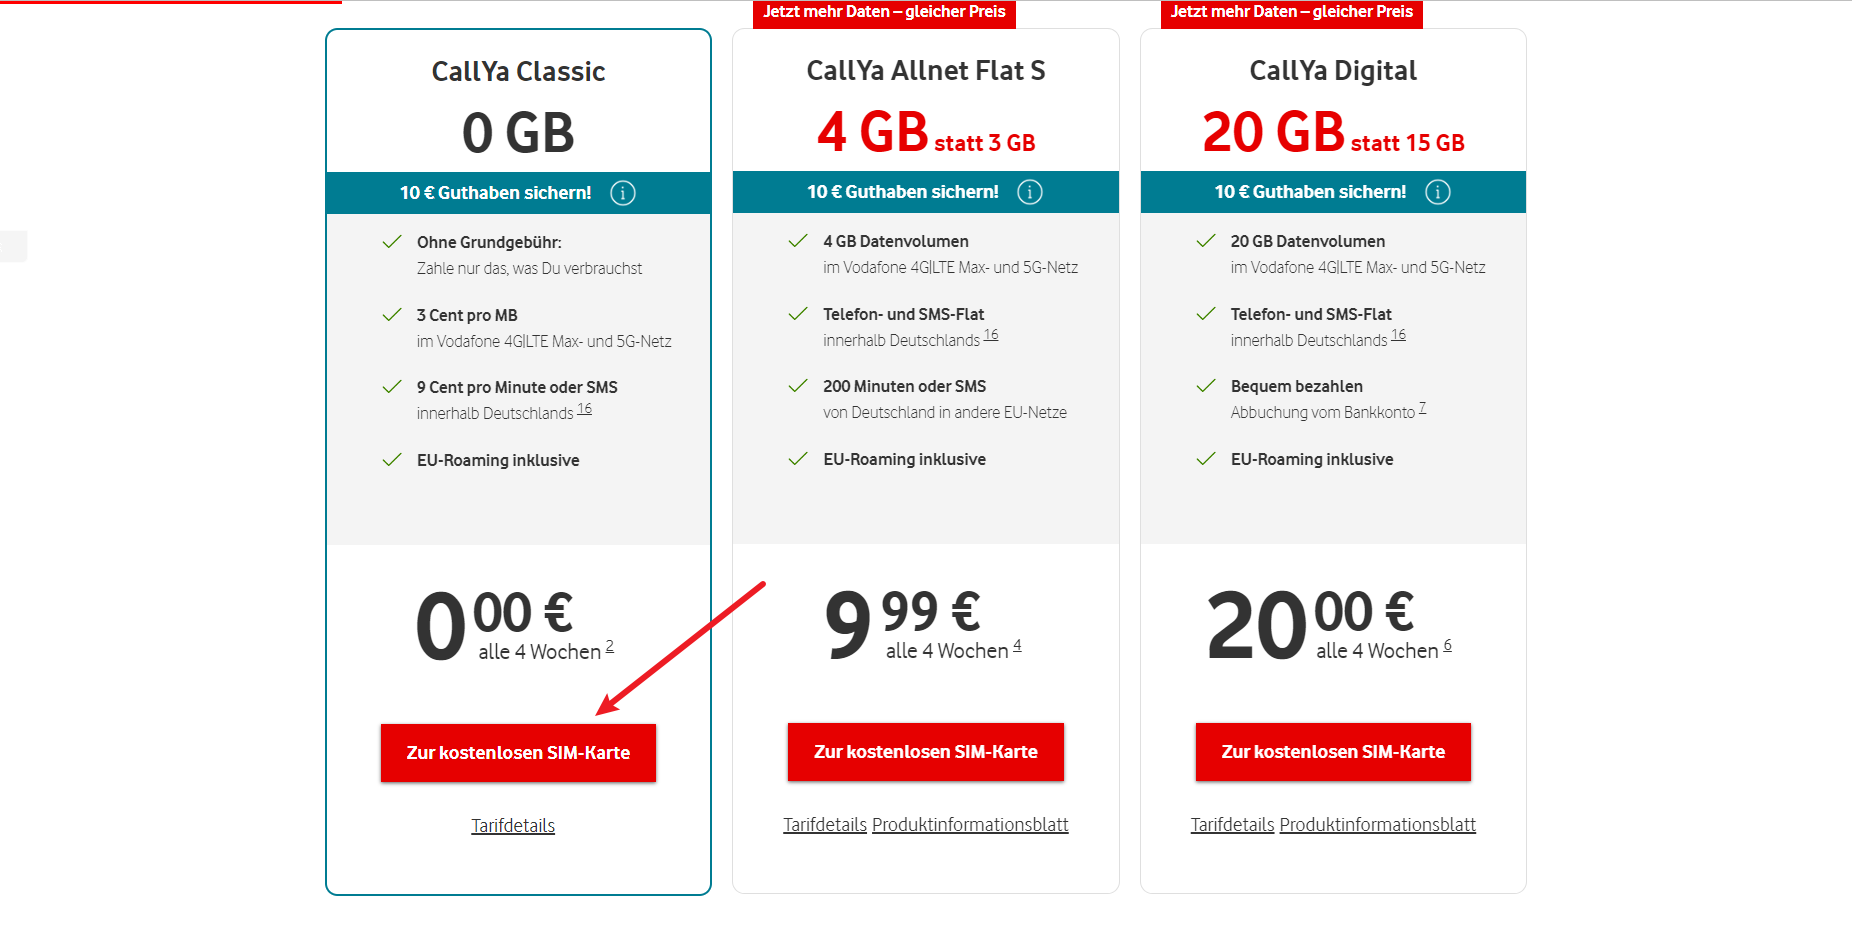 CallYa Classic
0 GB
10 € Guthaben sichern!
Ohne Grundgebühr:
Zahle nur das, was Du verbrauchst
3 Cent pro MB
im Vodafone 4G|LTE Max- und 5G-Netz
9 Cent pro Minute oder SMS
innerhalb Deutschlands 16
EU-Roaming inklusive
0 00 €
alle 4 Wochen 2
Zur kostenlosen SIM-Karte
Tarifdetails
Jetzt mehr Daten – gleicher Preis
CallYa Allnet Flat S
4 GB statt 3 GB
10 € Guthaben sichern!
4 GB Datenvolumen
im Vodafone 4G|LTE Max- und 5G-Netz
Telefon- und SMS-Flat
innerhalb Deutschlands 16
200 Minuten oder SMS
von Deutschland in andere EU-Netze
EU-Roaming inklusive
9 99 €
alle 4 Wochen 4
Zur kostenlosen SIM-Karte
Tarifdetails Produktinformationsblatt
Jetzt mehr Daten – gleicher Preis
CallYa Digital
20 GB statt 15 GB
10 € Guthaben sichern!
20 GB Datenvolumen
im Vodafone 4G|LTE Max- und 5G-Netz
Telefon- und SMS-Flat
innerhalb Deutschlands 16
Bequem bezahlen
Abbuchung vom Bankkonto 7
EU-Roaming inklusive
20 00 €
alle 4 Wochen 6
Zur kostenlosen SIM-Karte
Tarifdetails Produktinformationsblatt